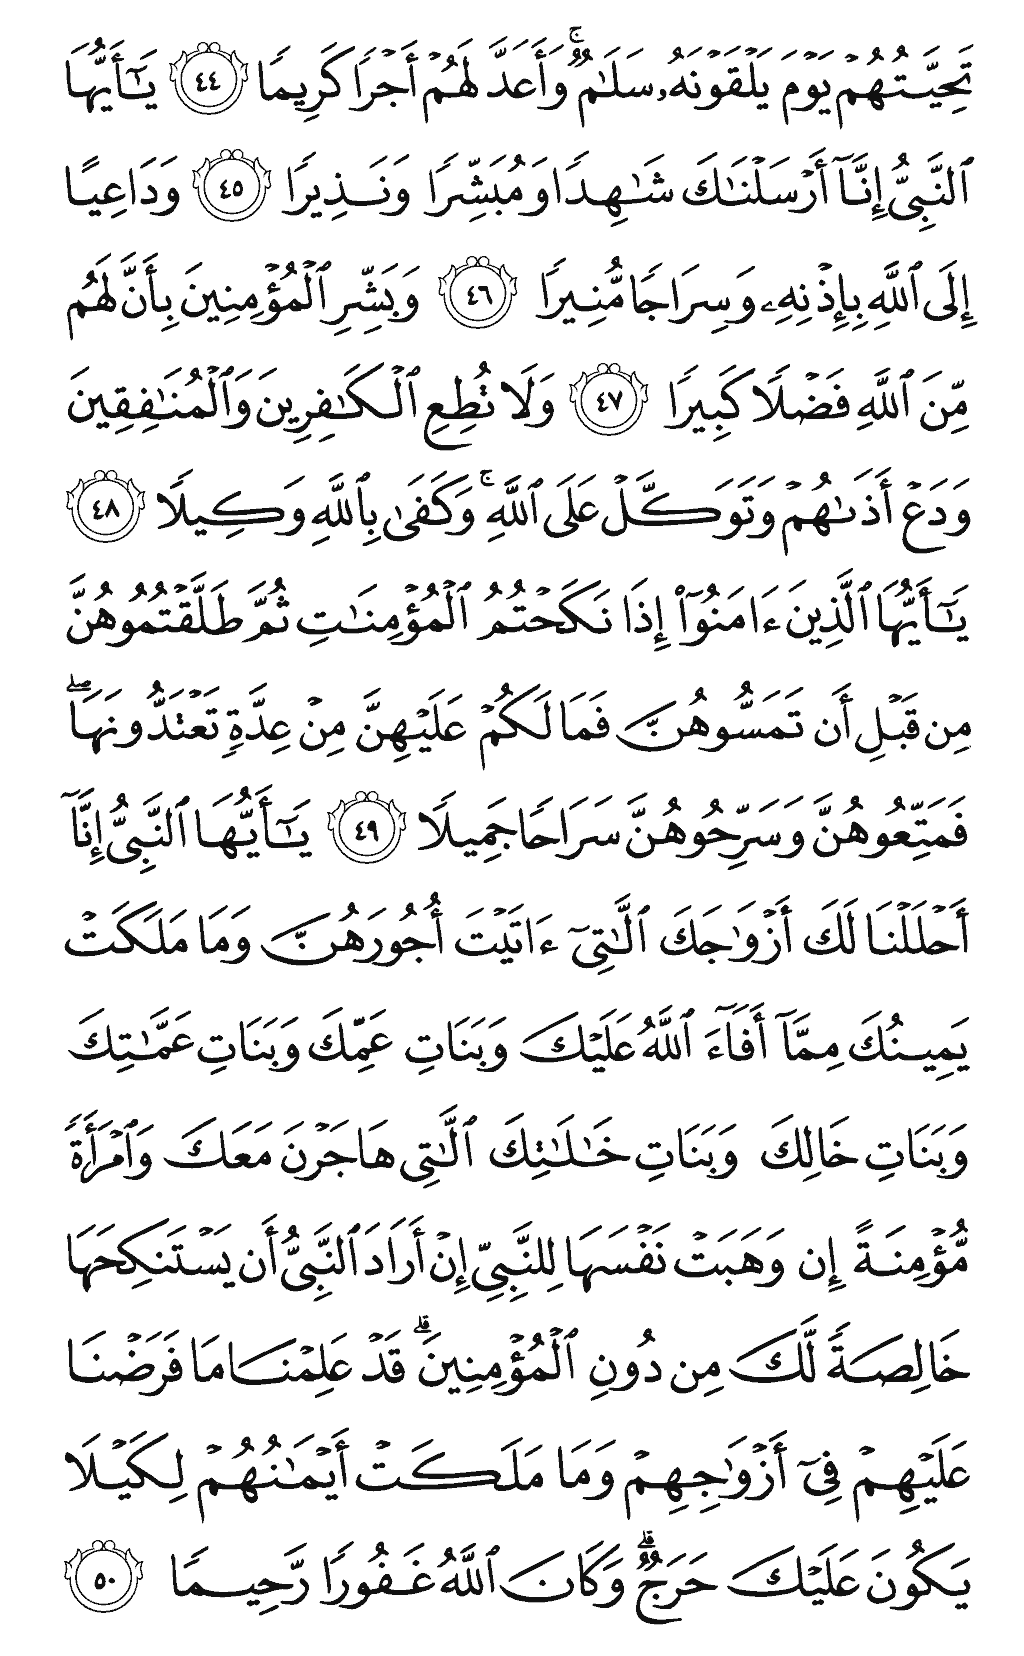 تَحِيَّتُهُمۡ يَوۡمَ يَلۡقَوۡنَهُۥ سَلَٰمٞۚ وَأَعَدَّ لَهُمۡ أَجۡرٗا كَرِيمٗا ٤٤ يَٰٓأَيُّهَا
ٱلنَّبِيُّ إِنَّآ أَرۡسَلۡنَٰكَ شَٰهِدٗا وَمُبَشِّرٗا وَنَذِيرٗا ٤٥ وَدَاعِيًا
إِلَى ٱللَّهِ بِإِذۡنِهِۦ وَسِرَاجٗا مُّنِيرٗا ٤٦ وَبَشِّرِ ٱلۡمُؤۡمِنِينَ بِأَنَّ لَهُم
مِّنَ ٱللَّهِ فَضۡلٗا كَبِيرٗا ٤٧ وَلَا تُطِعِ ٱلۡكَٰفِرِينَ وَٱلۡمُنَٰفِقِينَ
وَدَعۡ أَذَىٰهُمۡ وَتَوَكَّلۡ عَلَى ٱللَّهِۚ وَكَفَىٰ بِٱللَّهِ وَكِيلٗا ٤٨
يَٰٓأَيُّهَا ٱلَّذِينَ ءَامَنُوٓاْ إِذَا نَكَحۡتُمُ ٱلۡمُؤۡمِنَٰتِ ثُمَّ طَلَّقۡتُمُوهُنَّ
مِن قَبۡلِ أَن تَمَسُّوهُنَّ فَمَا لَكُمۡ عَلَيۡهِنَّ مِنۡ عِدَّةٖ تَعۡتَدُّونَهَاۖ
فَمَتِّعُوهُنَّ وَسَرِّحُوهُنَّ سَرَاحٗا جَمِيلٗا ٤٩ يَٰٓأَيُّهَا ٱلنَّبِيُّ إِنَّآ
أَحۡلَلۡنَا لَكَ أَزۡوَٰجَكَ ٱلَّٰتِيٓ ءَاتَيۡتَ أُجُورَهُنَّ وَمَا مَلَكَتۡ
يَمِينُكَ مِمَّآ أَفَآءَ ٱللَّهُ عَلَيۡكَ وَبَنَاتِ عَمِّكَ وَبَنَاتِ عَمَّٰتِكَ
وَبَنَاتِ خَالِكَ وَبَنَاتِ خَٰلَٰتِكَ ٱلَّٰتِي هَاجَرۡنَ مَعَكَ وَٱمۡرَأَةٗ
مُّؤۡمِنَةً إِن وَهَبَتۡ نَفۡسَهَا لِلنَّبِيِّ إِنۡ أَرَادَ ٱلنَّبِيُّ أَن يَسۡتَنكِحَهَا
خَالِصَةٗ لَّكَ مِن دُونِ ٱلۡمُؤۡمِنِينَۗ قَدۡ عَلِمۡنَا مَا فَرَضۡنَا
عَلَيۡهِمۡ فِيٓ أَزۡوَٰجِهِمۡ وَمَا مَلَكَتۡ أَيۡمَٰنُهُمۡ لِكَيۡلَا
يَكُونَ عَلَيۡكَ حَرَجٞۗ وَكَانَ ٱللَّهُ غَفُورٗا رَّحِيمٗا ٥٠